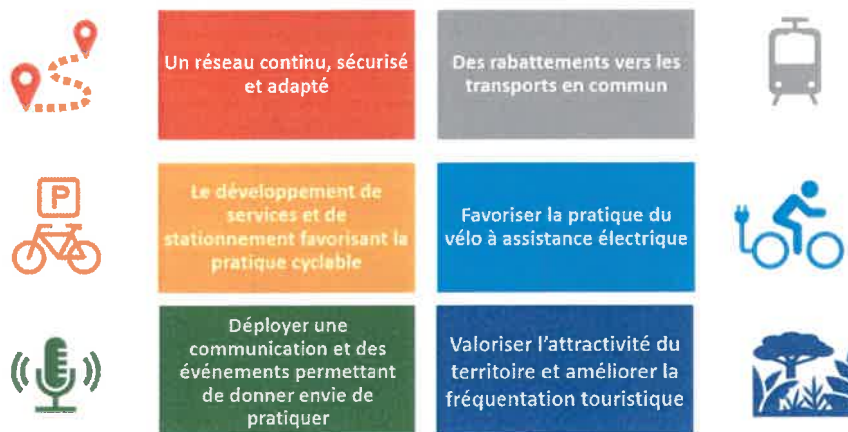 Un réseau continu, sécurisé
et adapté
Des rabattements vers les
transports en commun
P
Le développement de
services et de
stationnement favorisant la
pratique cyclable
Favoriser la pratique du
vélo à assistance électrique
Déployer une
communication et des
événements permettant
de donner envie de
pratiquer
Valoriser l'attractivité du
territoire et améliorer la
fréquentation touristique